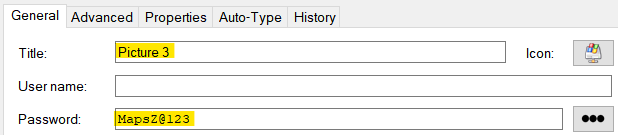 General Advanced Properties Auto-Type History
Title: Picture 3 Icon:
User name:
Password: MapsZ@123